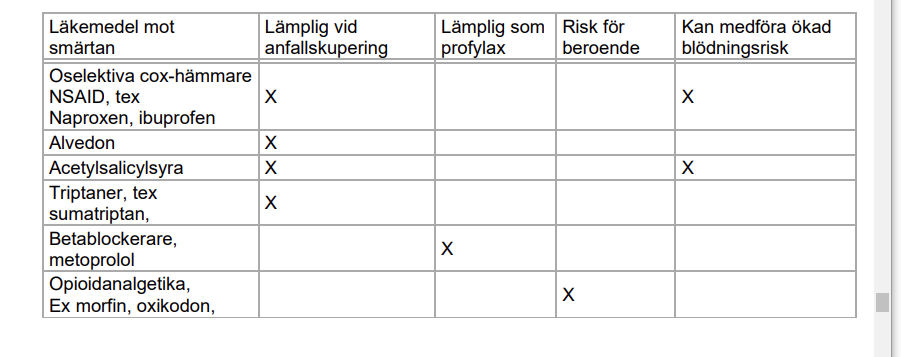 Läkemedel mot smärtan | Lämplig vid anfallskupering | Lämplig som profylax | Risk för beroende | Kan medföra ökad blödningsrisk
Oselektiva cox-hämmare
NSAID, tex X X
Naproxen, ibuprofen
Alvedon X
Acetylsalicylsyra X X
Triptaner, tex
sumatriptan, X
Betablockerare,
metoprolol X
Opioidanalgetika,
Ex morfin, oxikodon, X